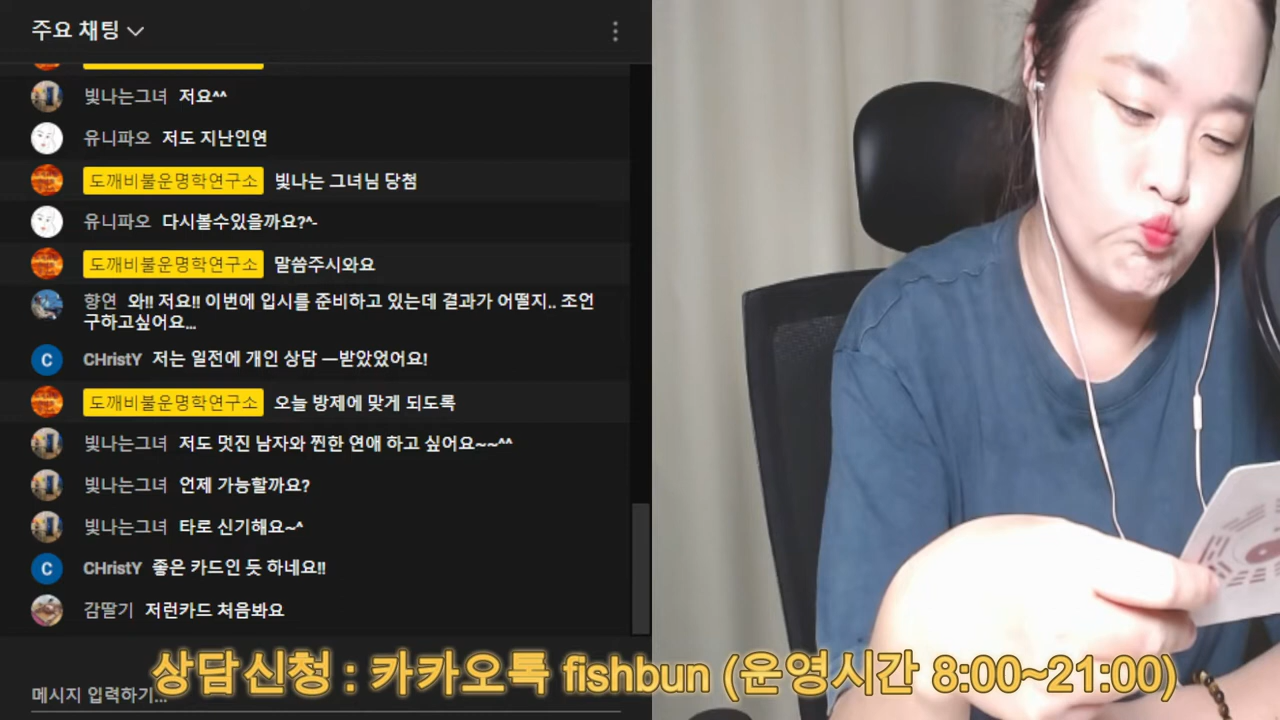 주요 채팅
빛나는그녀 저요^^
유니파오 저도 지난인연
도깨비불운명학연구소 빛나는 그녀님 당첨
유니파오 다시볼수있을까요?^-
도깨비불운명학연구소 말씀주시와요
향연 와!! 저요!! 이번에 입시를 준비하고 있는데 결과가 어떨지.. 조언
구하고싶어요...
C CHristY 저는 일전에 개인 상담 —받았었어요!
도깨비불운명학연구소 오늘 방제에 맞게 되도록
빛나는그녀 저도 멋진 남자와 찐한 연애 하고 싶어요~~^^
빛나는그녀 언제 가능할까요?
빛나는그녀 타로 신기해요~^
C CHristY 좋은 카드인 듯 하네요!!
감딸기 저런카드 처음봐요
상담신청 : 카카오톡 fishbun (운영시간 8:00~21:00)
메시지 입력하기...